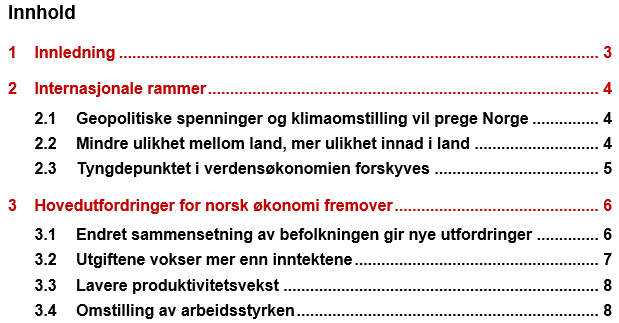 Innhold
1 Innledning ........................................................................................................ 3
2 Internasjonale rammer ..................................................................................... 4
2.1 Geopolitiske spenninger og klimaomstilling vil prege Norge ............... 4
2.2 Mindre ulikhet mellom land, mer ulikhet innad i land ........................... 4
2.3 Tyngdepunktet i verdensøkonomien forskyves .................................... 5
3 Hovedutfordringer for norsk økonomi fremover ............................................. 6
3.1 Endret sammensetning av befolkningen gir nye utfordringer .............. 6
3.2 Utgiftene vokser mer enn inntektene ..................................................... 7
3.3 Lavere produktivitetsvekst ..................................................................... 8
3.4 Omstilling av arbeidsstyrken .................................................................. 8